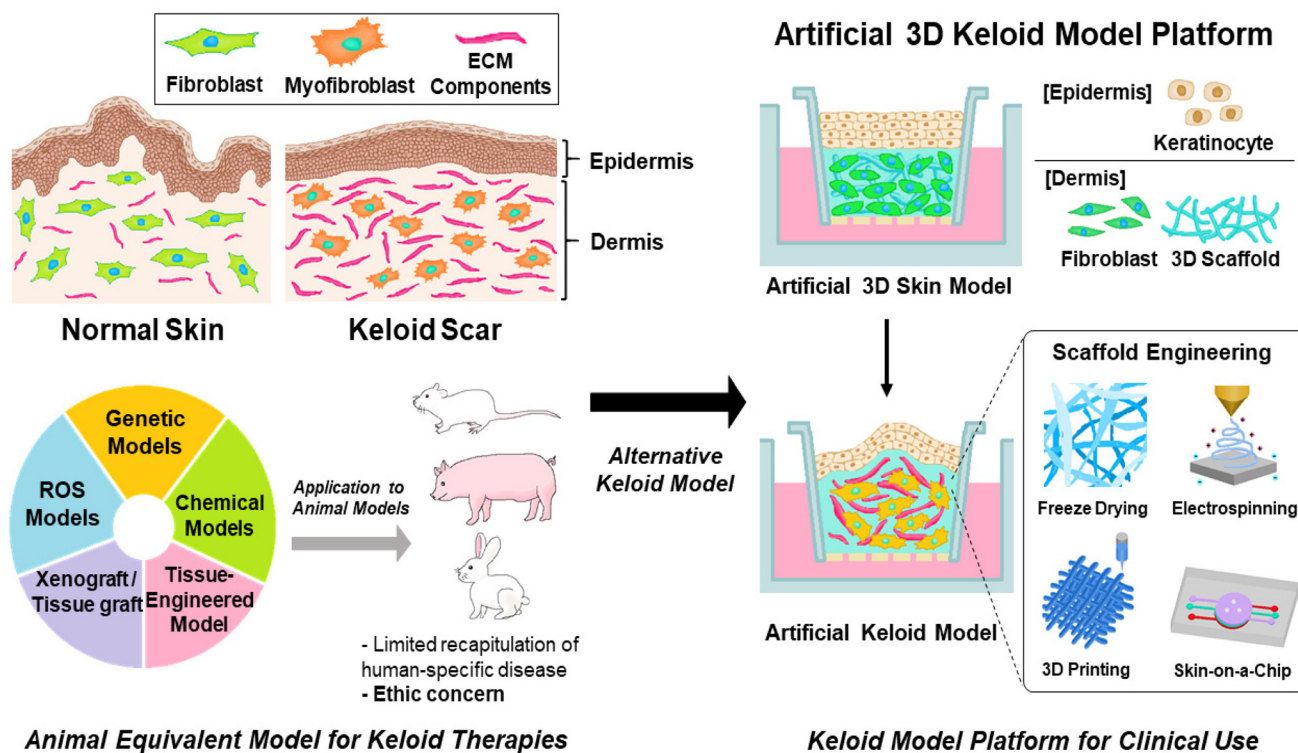 Fibroblast
Myofibroblast
ECM
Components
Epidermis
Dermis
Normal Skin
Keloid Scar
Genetic
Models
ROS
Models
Chemical
Models
Xenograft/
Tissue graft
Tissue-
Engineered
Model
Application to
Animal Models
- Limited recapitulation of
human-specific disease
- Ethic concern
Animal Equivalent Model for Keloid Therapies
Alternative
Keloid Model
Artificial 3D Keloid Model Platform
[Epidermis]
Keratinocyte
[Dermis]
Fibroblast
3D Scaffold
Artificial 3D Skin Model
Scaffold Engineering
Freeze Drying
Electrospinning
3D Printing
Skin-on-a-Chip
Artificial Keloid Model
Keloid Model Platform for Clinical Use